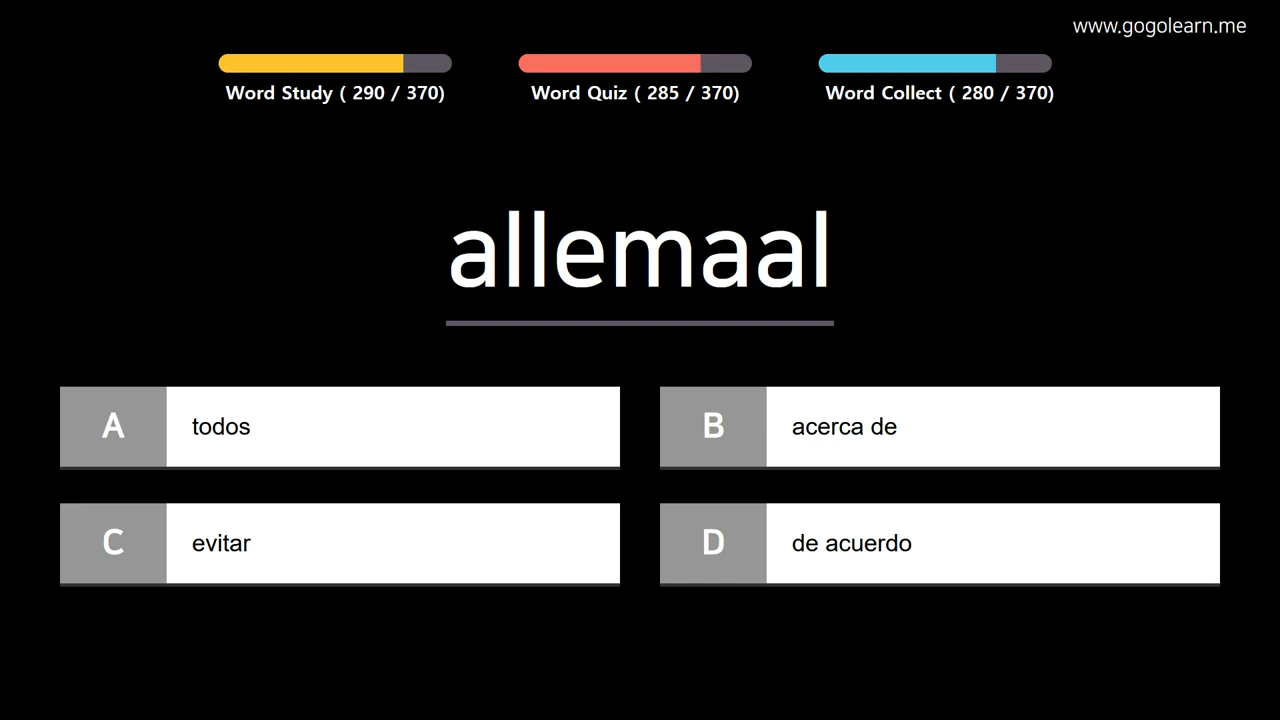 www.gogolearn.me
Word Study ( 290 / 370)
Word Quiz ( 285 / 370)
Word Collect ( 280 / 370)
allemaal
A todos
B acerca de
C evitar
D de acuerdo